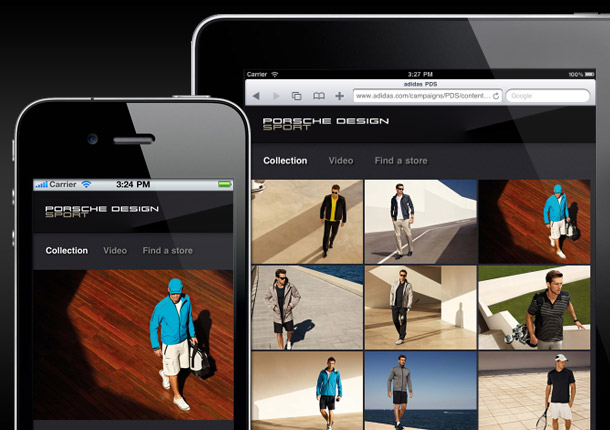 Carrier 3:24 PM
PORSCHE DESIGN
SPORT
Collection Video Find a store
Carrier 3:27 PM 100%
adidas PDS
www.adidas.com/campaigns/PDS/content... Google
PORSCHE DESIGN
SPORT
Collection Video Find a store